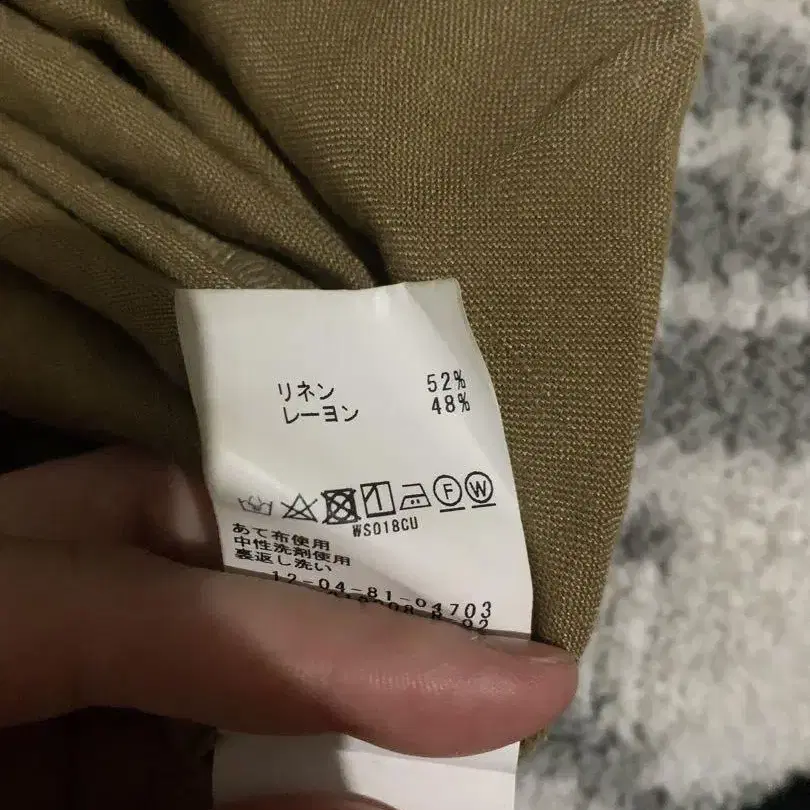 リネン 52%
レーヨン 48%
F W
WS018CU
あて布使用
中性洗剤使用
裏返し洗い
12-04-81-04703